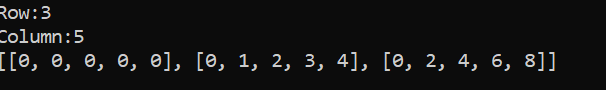 Row:3
Column:5
[[0, 0, 0, 0, 0], [0, 1, 2, 3, 4], [0, 2, 4, 6, 8]]